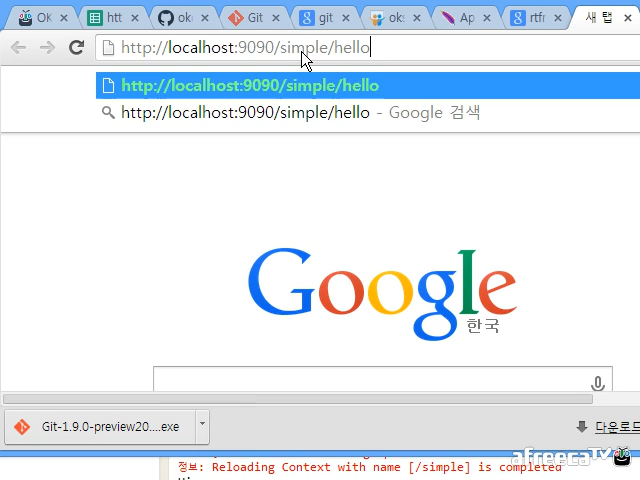 OK
htt
ok
Git
git
oks
Ap
rtfr
새 탭
http://localhost:9090/simple/hello
http://localhost:9090/simple/hello
http://localhost:9090/simple/hello - Google 검색
Google
한국
Git-1.9.0-preview20....exe
다운로드
afreecaTV
정보: Reloading Context with name [/simple] is completed